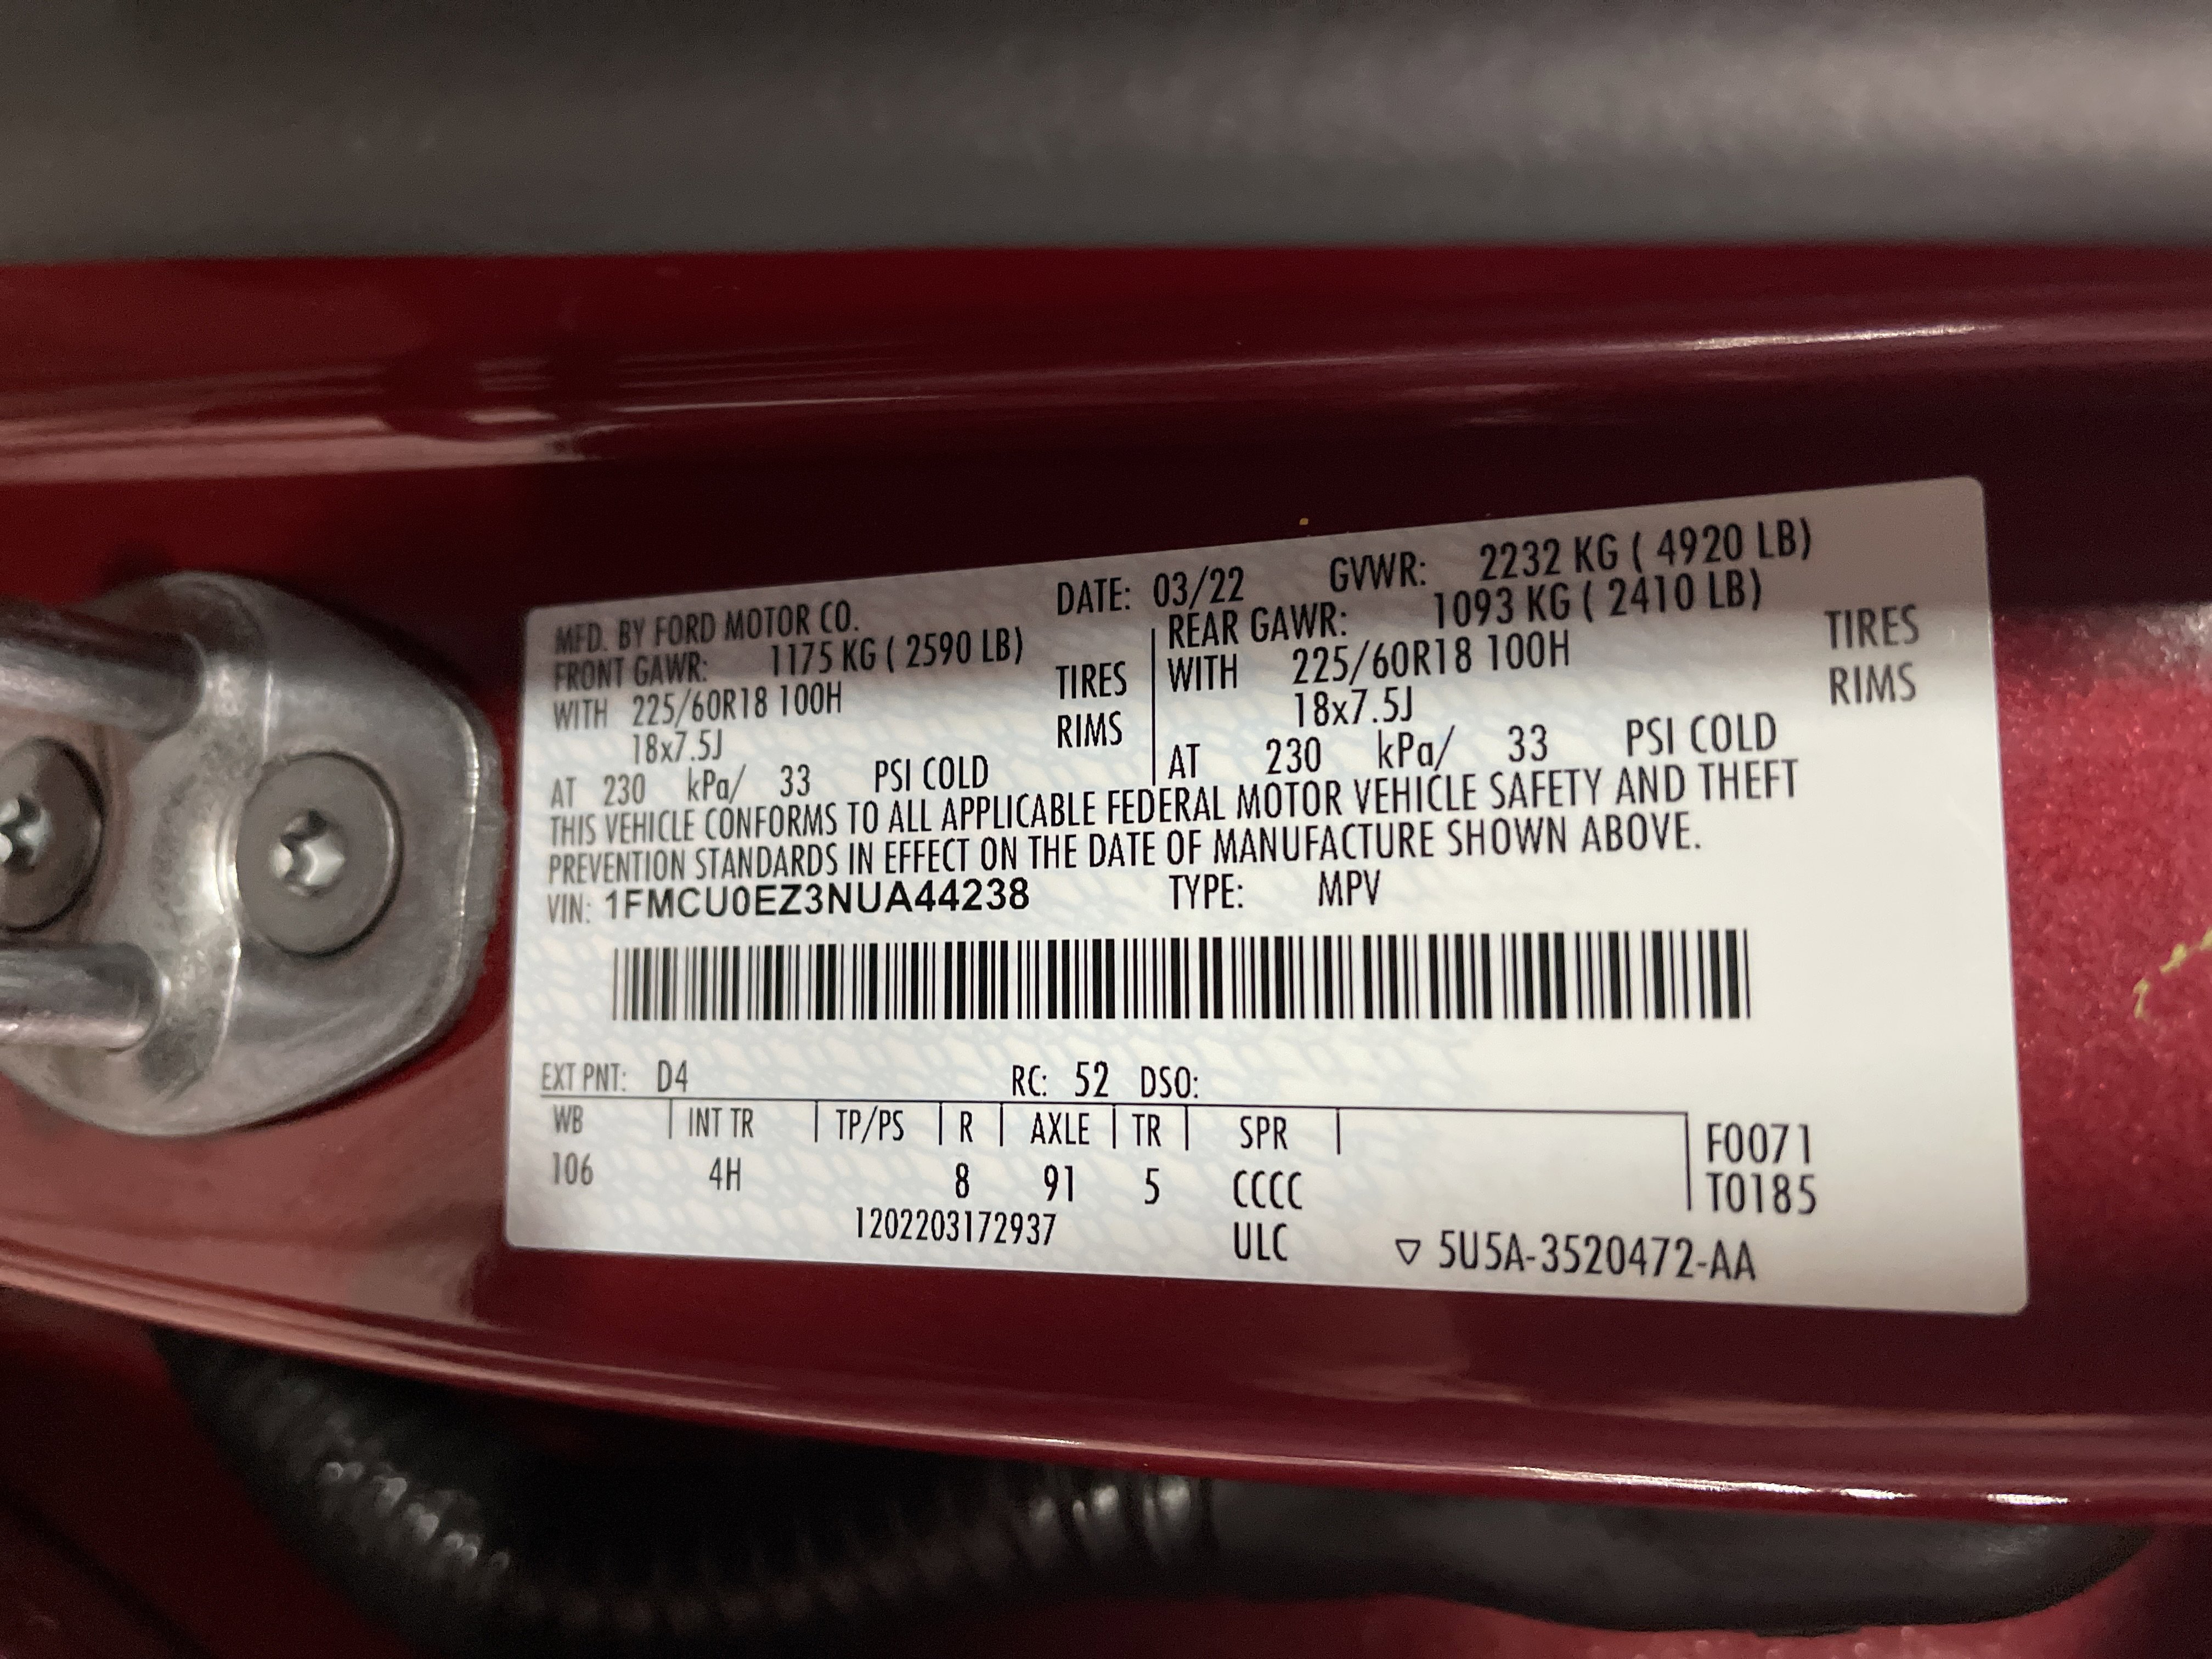 MFD. BY FORD MOTOR CO. DATE: 03/22 GVWR: 2232 KG ( 4920 LB)
FRONT GAWR: 1175 KG ( 2590 LB) REAR GAWR: 1093 KG ( 2410 LB)
WITH 225/60R18 100H TIRES WITH 225/60R18 100H TIRES
18x7.5J RIMS 18x7.5J RIMS
AT 230 kPa/ 33 PSI COLD AT 230 kPa/ 33 PSI COLD
THIS VEHICLE CONFORMS TO ALL APPLICABLE FEDERAL MOTOR VEHICLE SAFETY AND THEFT
PREVENTION STANDARDS IN EFFECT ON THE DATE OF MANUFACTURE SHOWN ABOVE.
VIN: 1FMCU0EZ3NUA44238 TYPE: MPV
EXT PNT: D4 RC: 52 DSO:
WB INT TR TP/PS R AXLE TR SPR F0071
106 4H 8 91 5 CCCC T0185
1202203172937 ULC ▽ 5U5A-3520472-AA